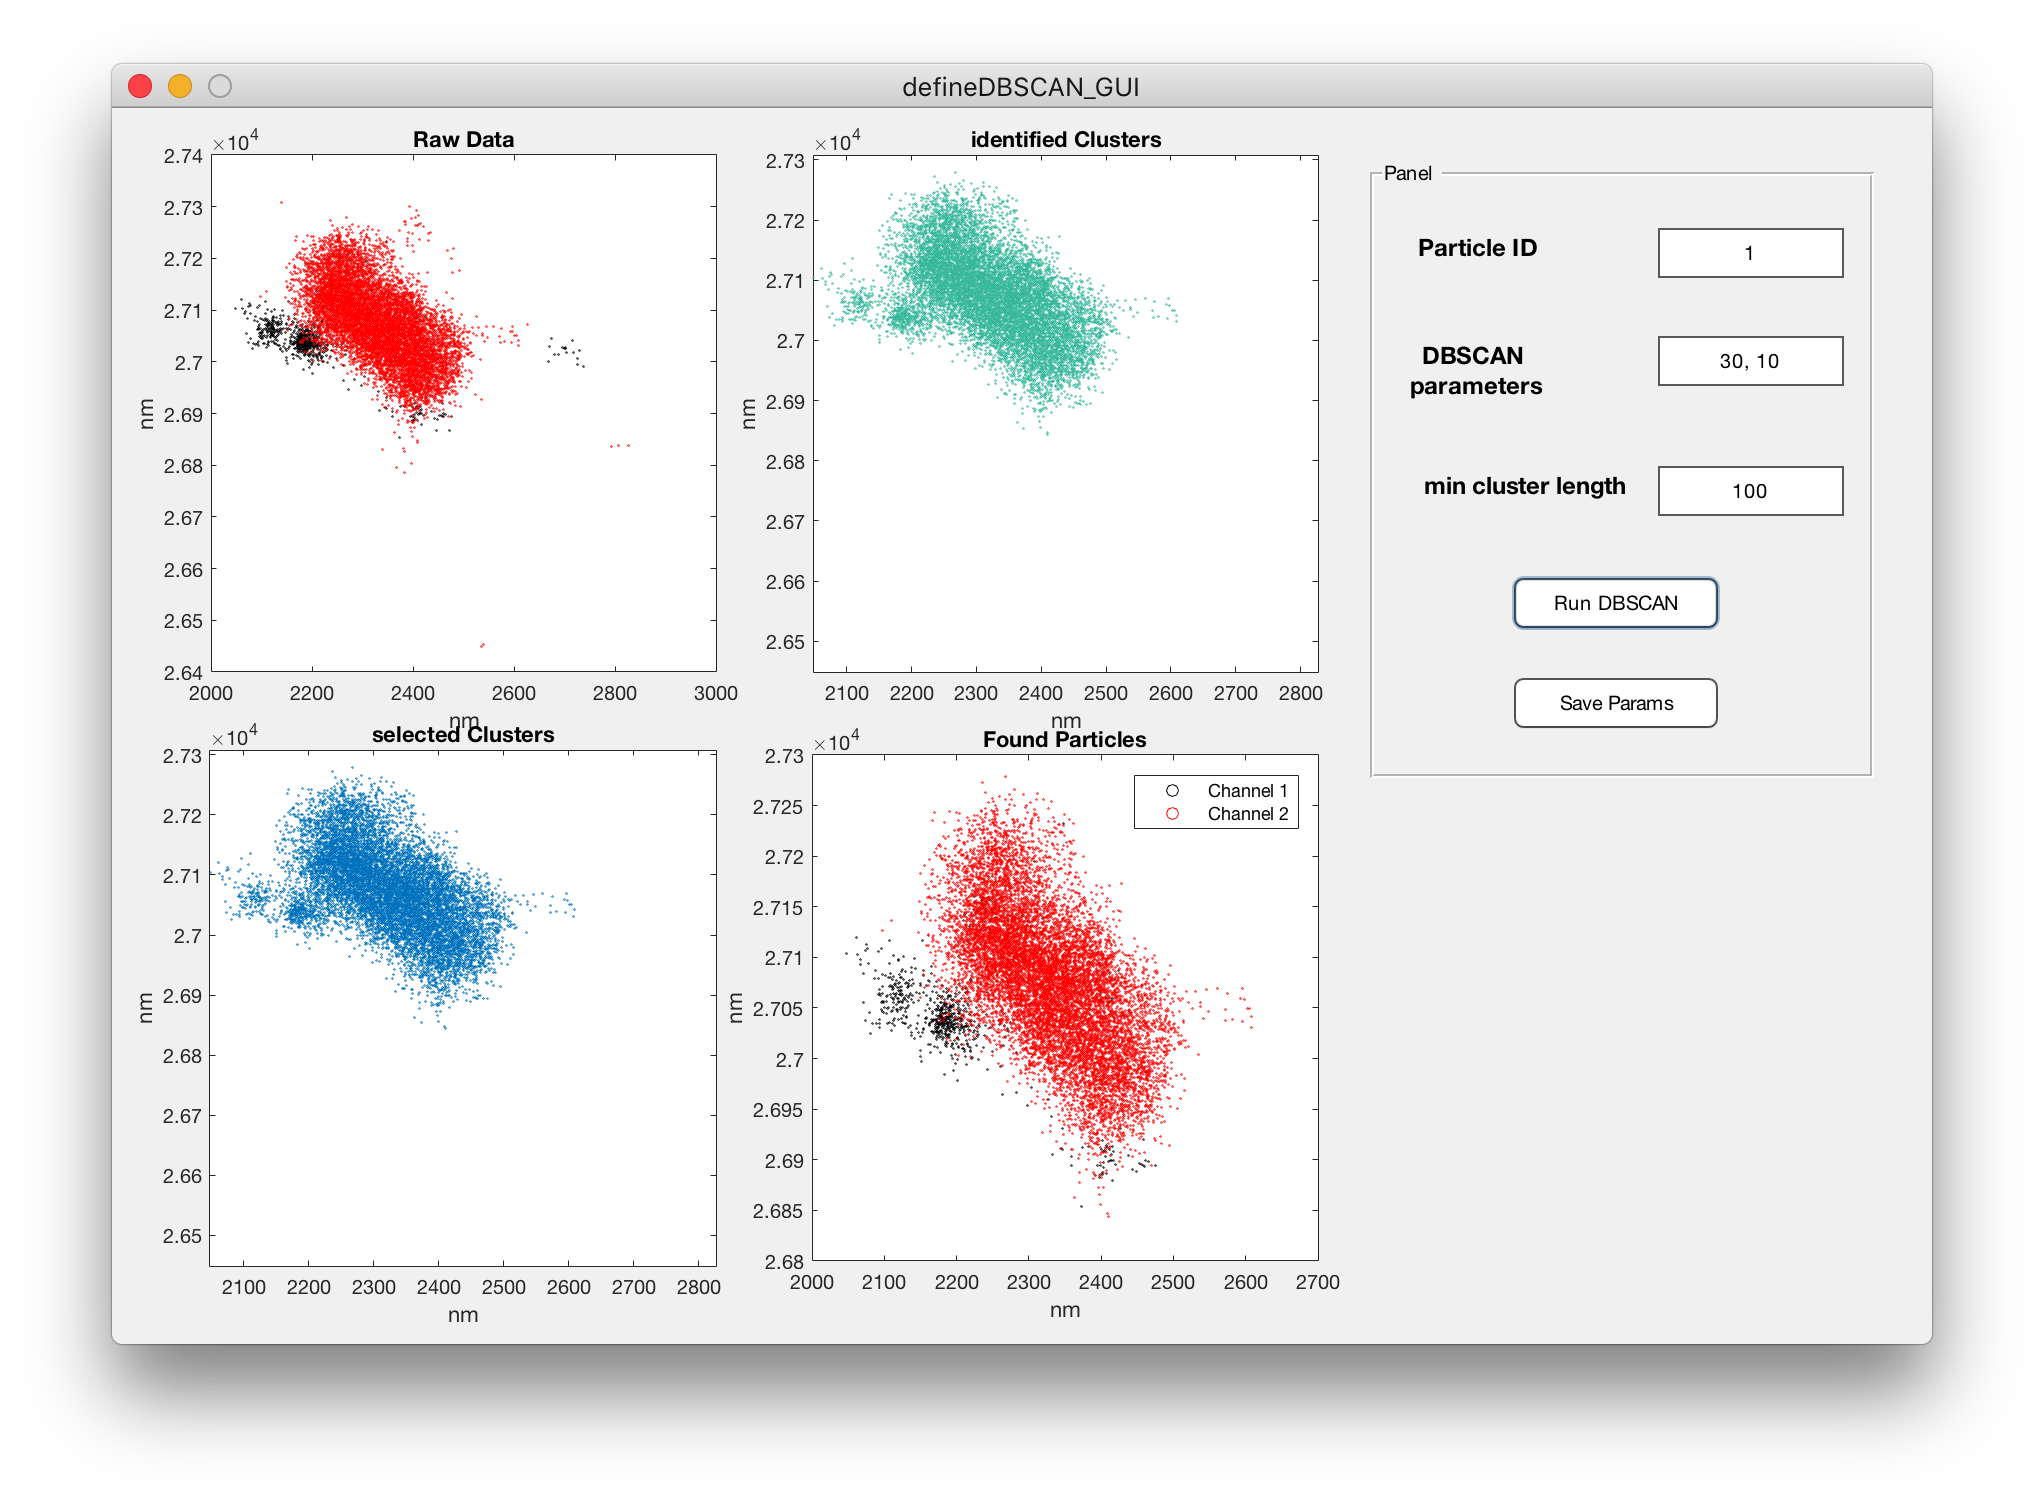 defineDBSCAN_GUI
Raw Data
×10^4
2.74
2.73
2.72
2.71
2.7
2.69
2.68
2.67
2.66
2.65
2.64
nm
2000 2200 2400 2600 2800 3000
nm
identified Clusters
×10^4
2.73
2.72
2.71
2.7
2.69
2.68
2.67
2.66
2.65
nm
2100 2200 2300 2400 2500 2600 2700 2800
nm
selected Clusters
×10^4
2.73
2.72
2.71
2.7
2.69
2.68
2.67
2.66
2.65
nm
2100 2200 2300 2400 2500 2600 2700 2800
nm
Found Particles
×10^4
Channel 1
Channel 2
2.73
2.725
2.72
2.715
2.71
2.705
2.7
2.695
2.69
2.685
2.68
nm
2000 2100 2200 2300 2400 2500 2600 2700
nm
Panel
Particle ID 1
DBSCAN
parameters 30, 10
min cluster length 100
Run DBSCAN
Save Params